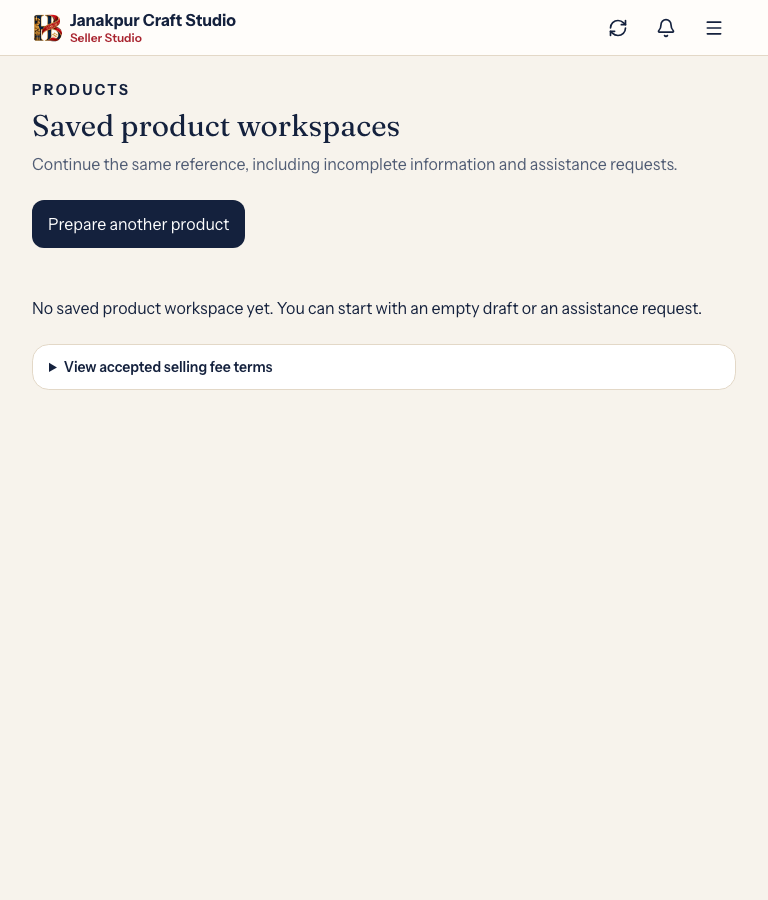 Janakpur Craft Studio
Seller Studio
PRODUCTS
Saved product workspaces
Continue the same reference, including incomplete information and assistance requests.
Prepare another product
No saved product workspace yet. You can start with an empty draft or an assistance request.
View accepted selling fee terms